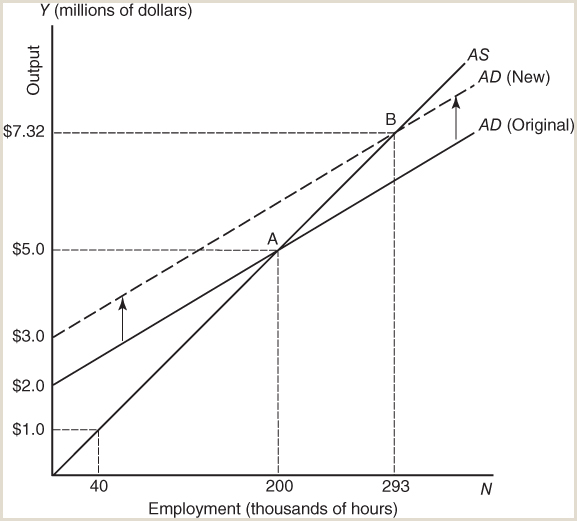 Y (millions of dollars)
Output
AS
AD (New)
B
AD (Original)
$7.32
A
$5.0
$3.0
$2.0
$1.0
40
200
293
N
Employment (thousands of hours)